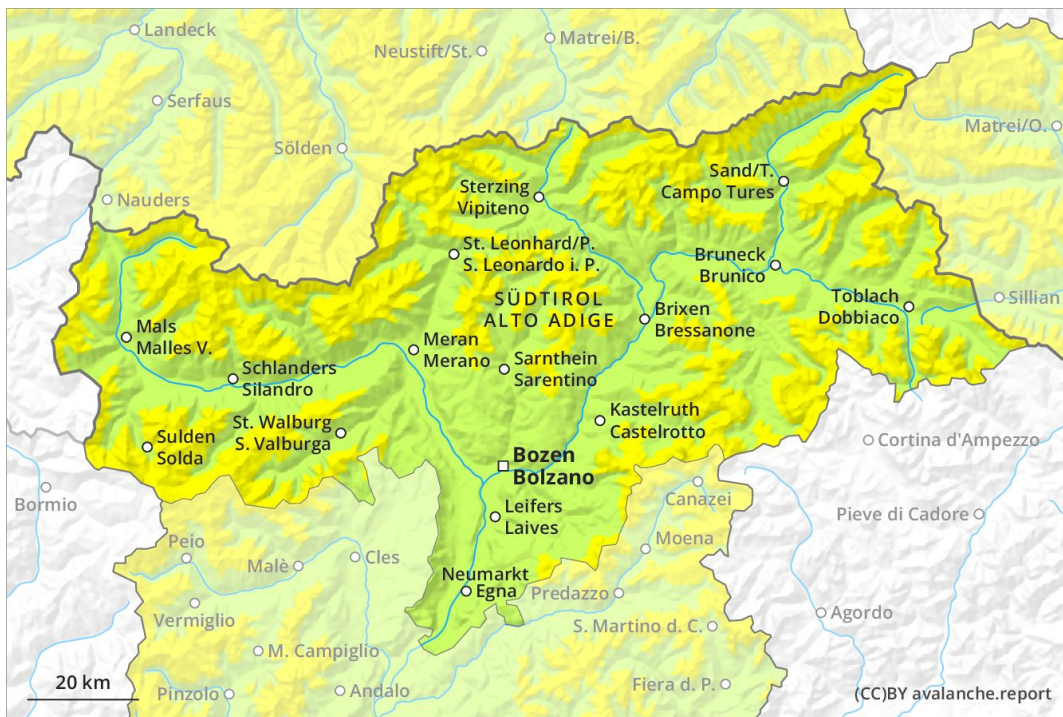 Landeck
Matrei/B.
Neustift/St.
Serfaus
Matrei/O.
Sölden
Sand/T.
Campo Tures
Sterzing
Vipiteno
Nauders
St. Leonhard/P.
S. Leonardo i. P.
Bruneck
Brunico
SÜDTIROL
ALTO ADIGE
Toblach
Dobbiaco
Sillian
Brixen
Bressanone
Mals
Malles V.
Meran
Merano
Sarnthein
Sarentino
Schlanders
Silandro
Kastelruth
Castelrotto
St. Walburg
S. Valburga
Sulden
Solda
Cortina d'Ampezzo
Bozen
Bolzano
Bormio
Canazei
Leifers
Laives
Pieve di Cadore
Peio
Moena
Cles
Malè
Neumarkt
Egna
Predazzo
Vermiglio
Agordo
S. Martino d. C.
M. Campiglio
20 km
Andalo
Fiera d. P.
Pinzolo
(CC)BY avalanche.report